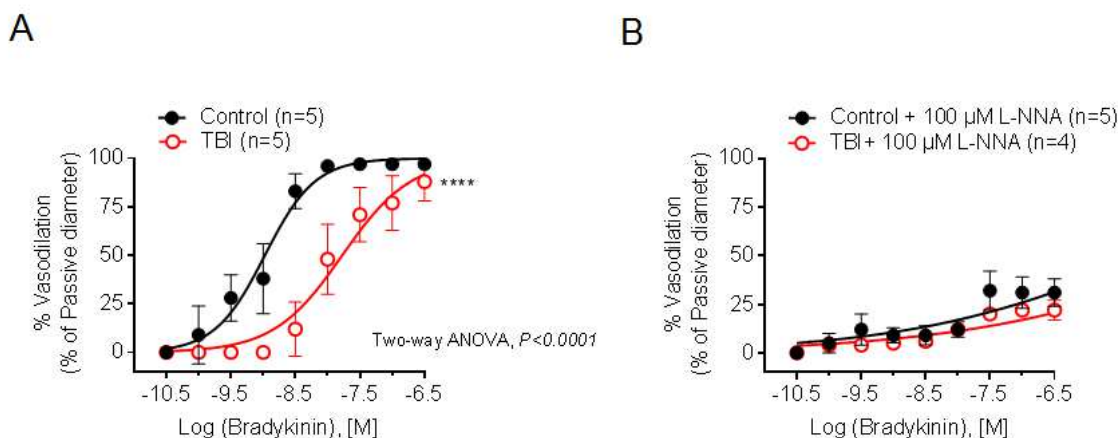 A
Control (n=5)
TBI (n=5)
% Vasodilation
(% of Passive diameter)
100
75
50
25
0
****
Two-way ANOVA, P<0.0001
-10.5 -9.5 -8.5 -7.5 -6.5
Log (Bradykinin), [M]
B
Control + 100 µM L-NNA (n=5)
TBI+ 100 µM L-NNA (n=4)
% Vasodilation
(% of Passive diameter)
100
75
50
25
0
-10.5 -9.5 -8.5 -7.5 -6.5
Log (Bradykinin), [M]